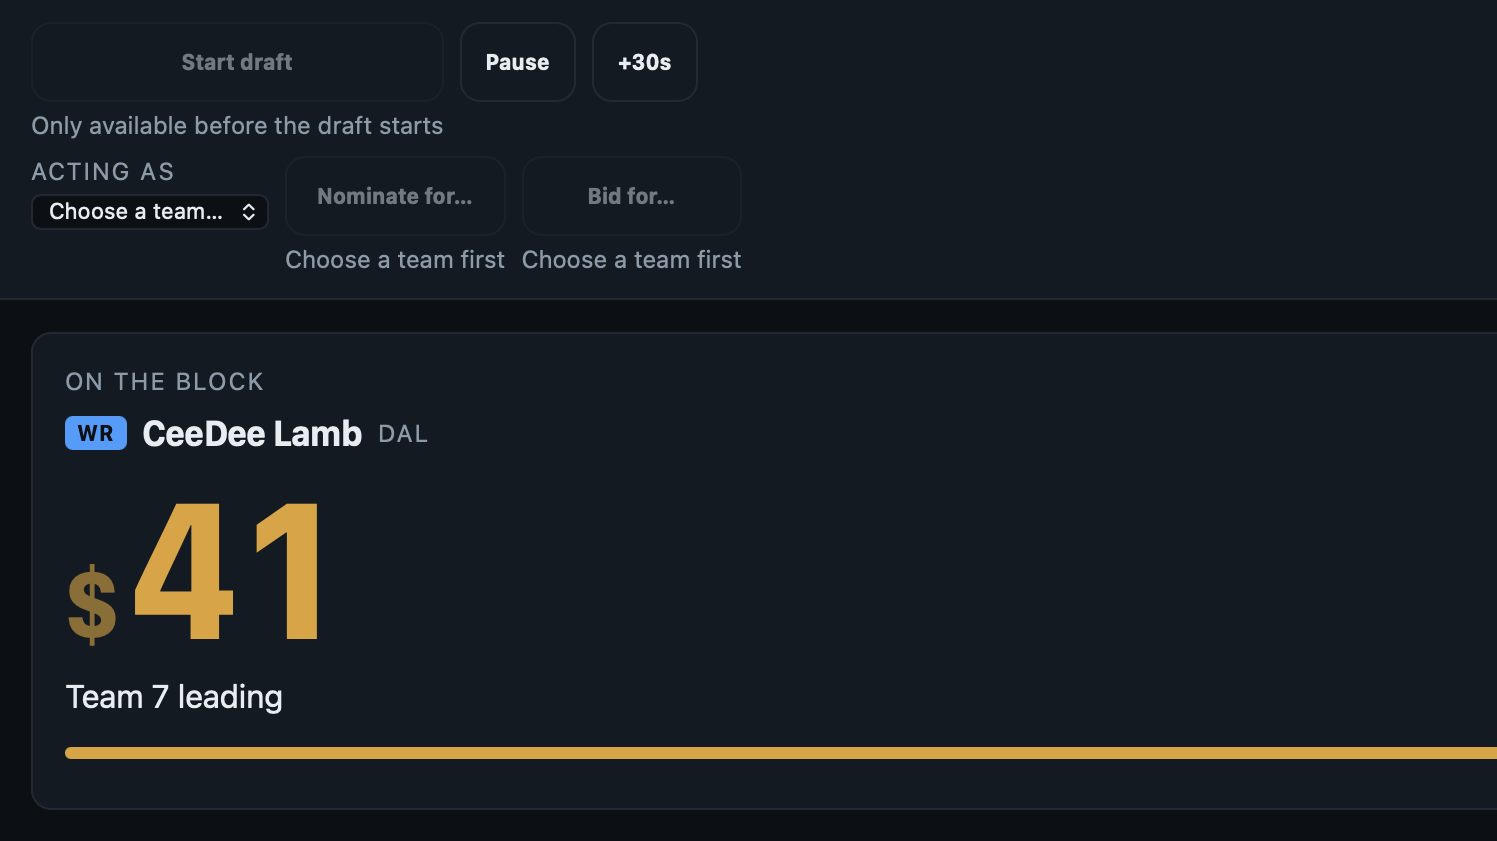 Start draft Pause +30s
Only available before the draft starts
ACTING AS
Choose a team... Nominate for... Bid for...
Choose a team first Choose a team first
ON THE BLOCK
WR CeeDee Lamb DAL
$41
Team 7 leading